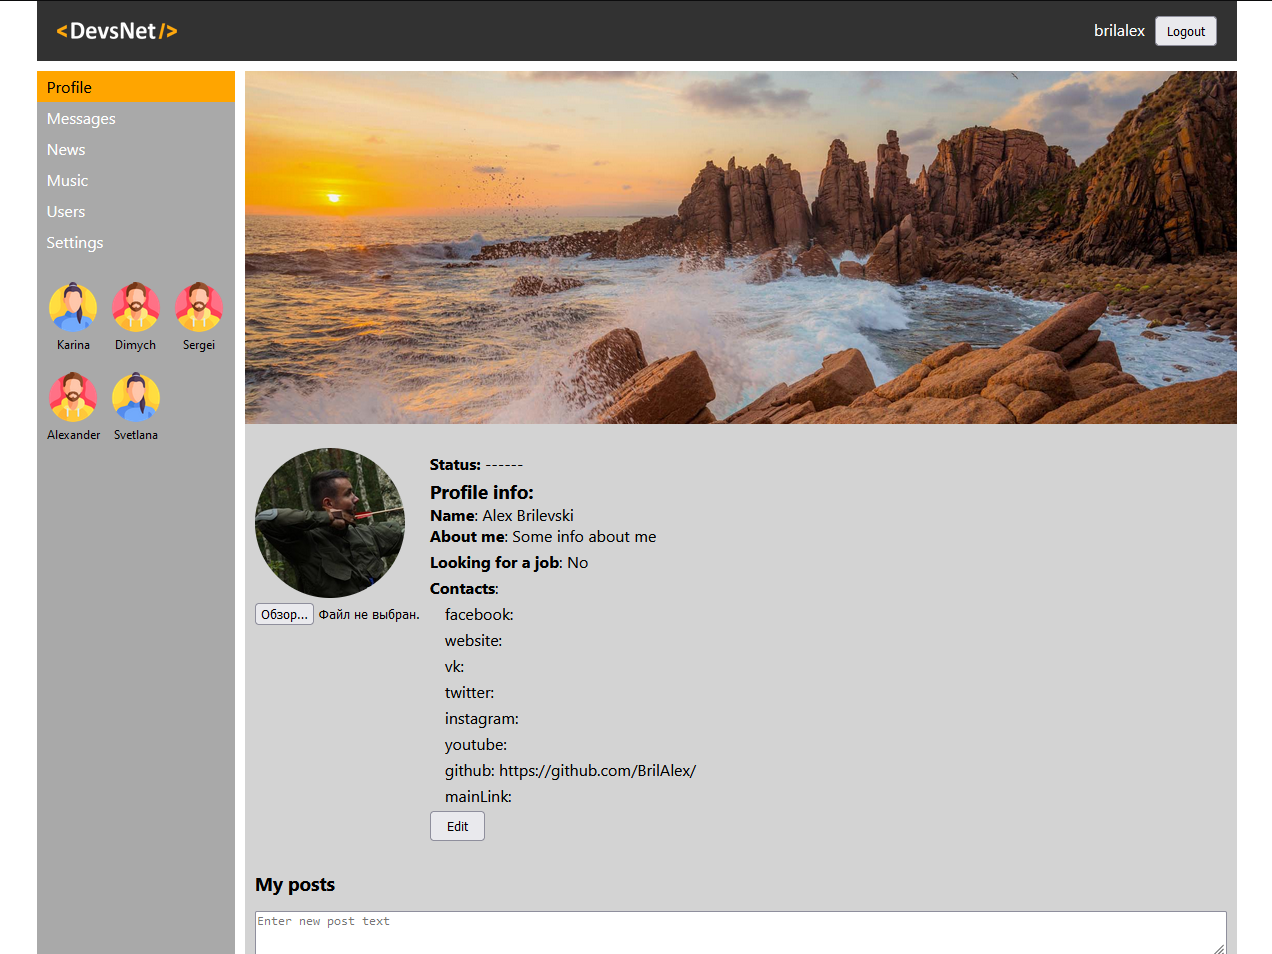 <DevsNet/>
brilalex Logout
Profile
Messages
News
Music
Users
Settings
Karina Dimych Sergei
Alexander Svetlana
Status: ------
Profile info:
Name: Alex Brilevski
About me: Some info about me
Looking for a job: No
Contacts:
facebook:
website:
vk:
twitter:
instagram:
youtube:
github: https://github.com/BrilAlex/
mainLink:
Edit
Обзор... Файл не выбран.
My posts
Enter new post text